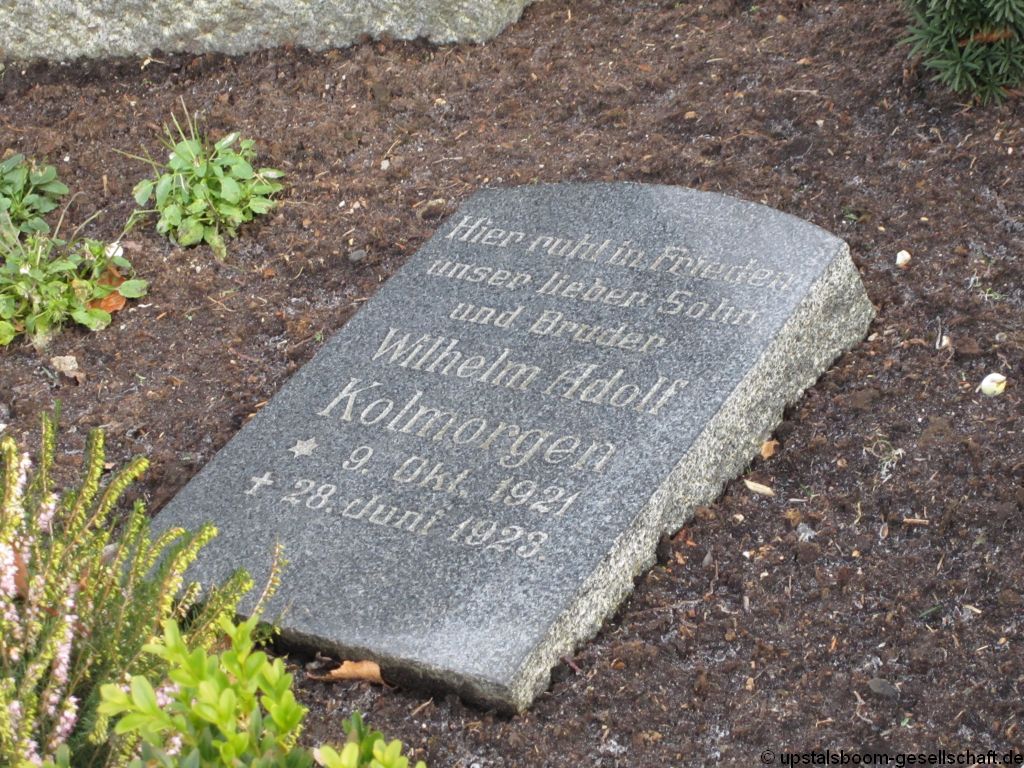 Hier ruht in Frieden
unser lieber Sohn
und Bruder
Wilhelm Adolf
Kolmorgen
* 9. Okt. 1921
† 28. Juni 1923.
© upstalsboom-gesellschaft.de